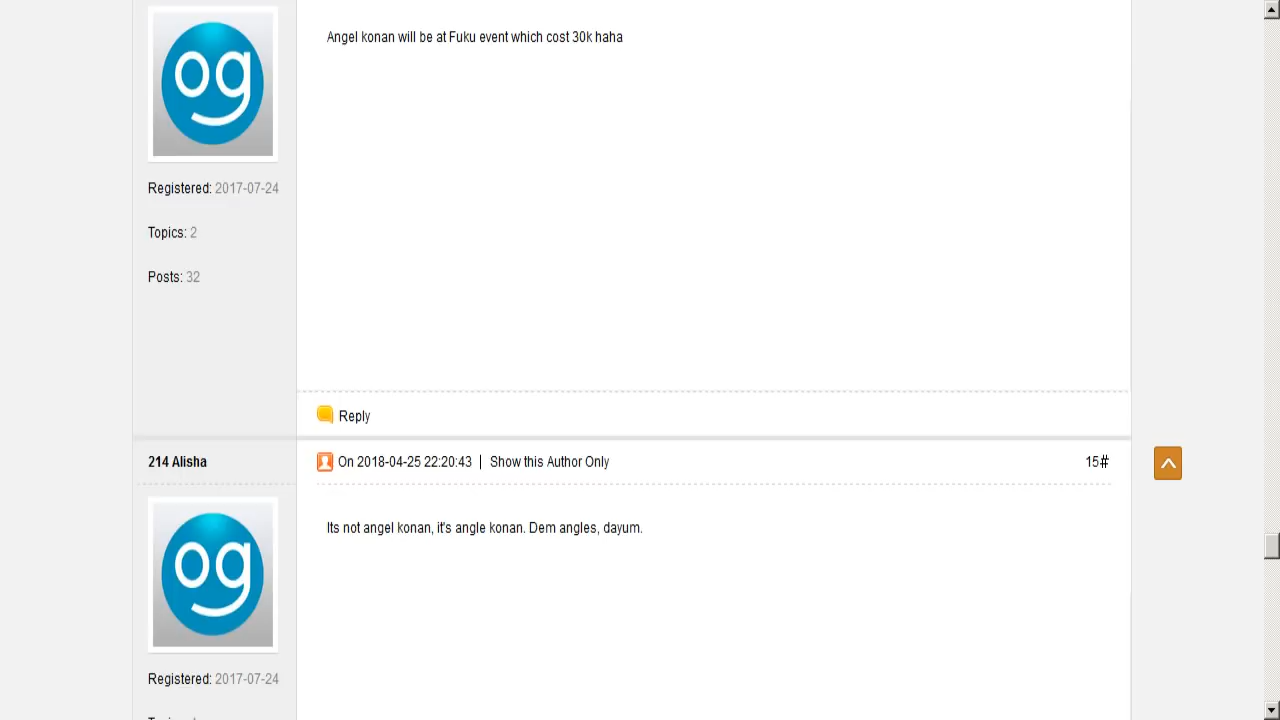 Angel konan will be at Fuku event which cost 30k haha
og
Registered: 2017-07-24
Topics: 2
Posts: 32
Reply
214 Alisha
On 2018-04-25 22:20:43 | Show this Author Only
15#
Its not angel konan, it's angle konan. Dem angles, dayum.
og
Registered: 2017-07-24